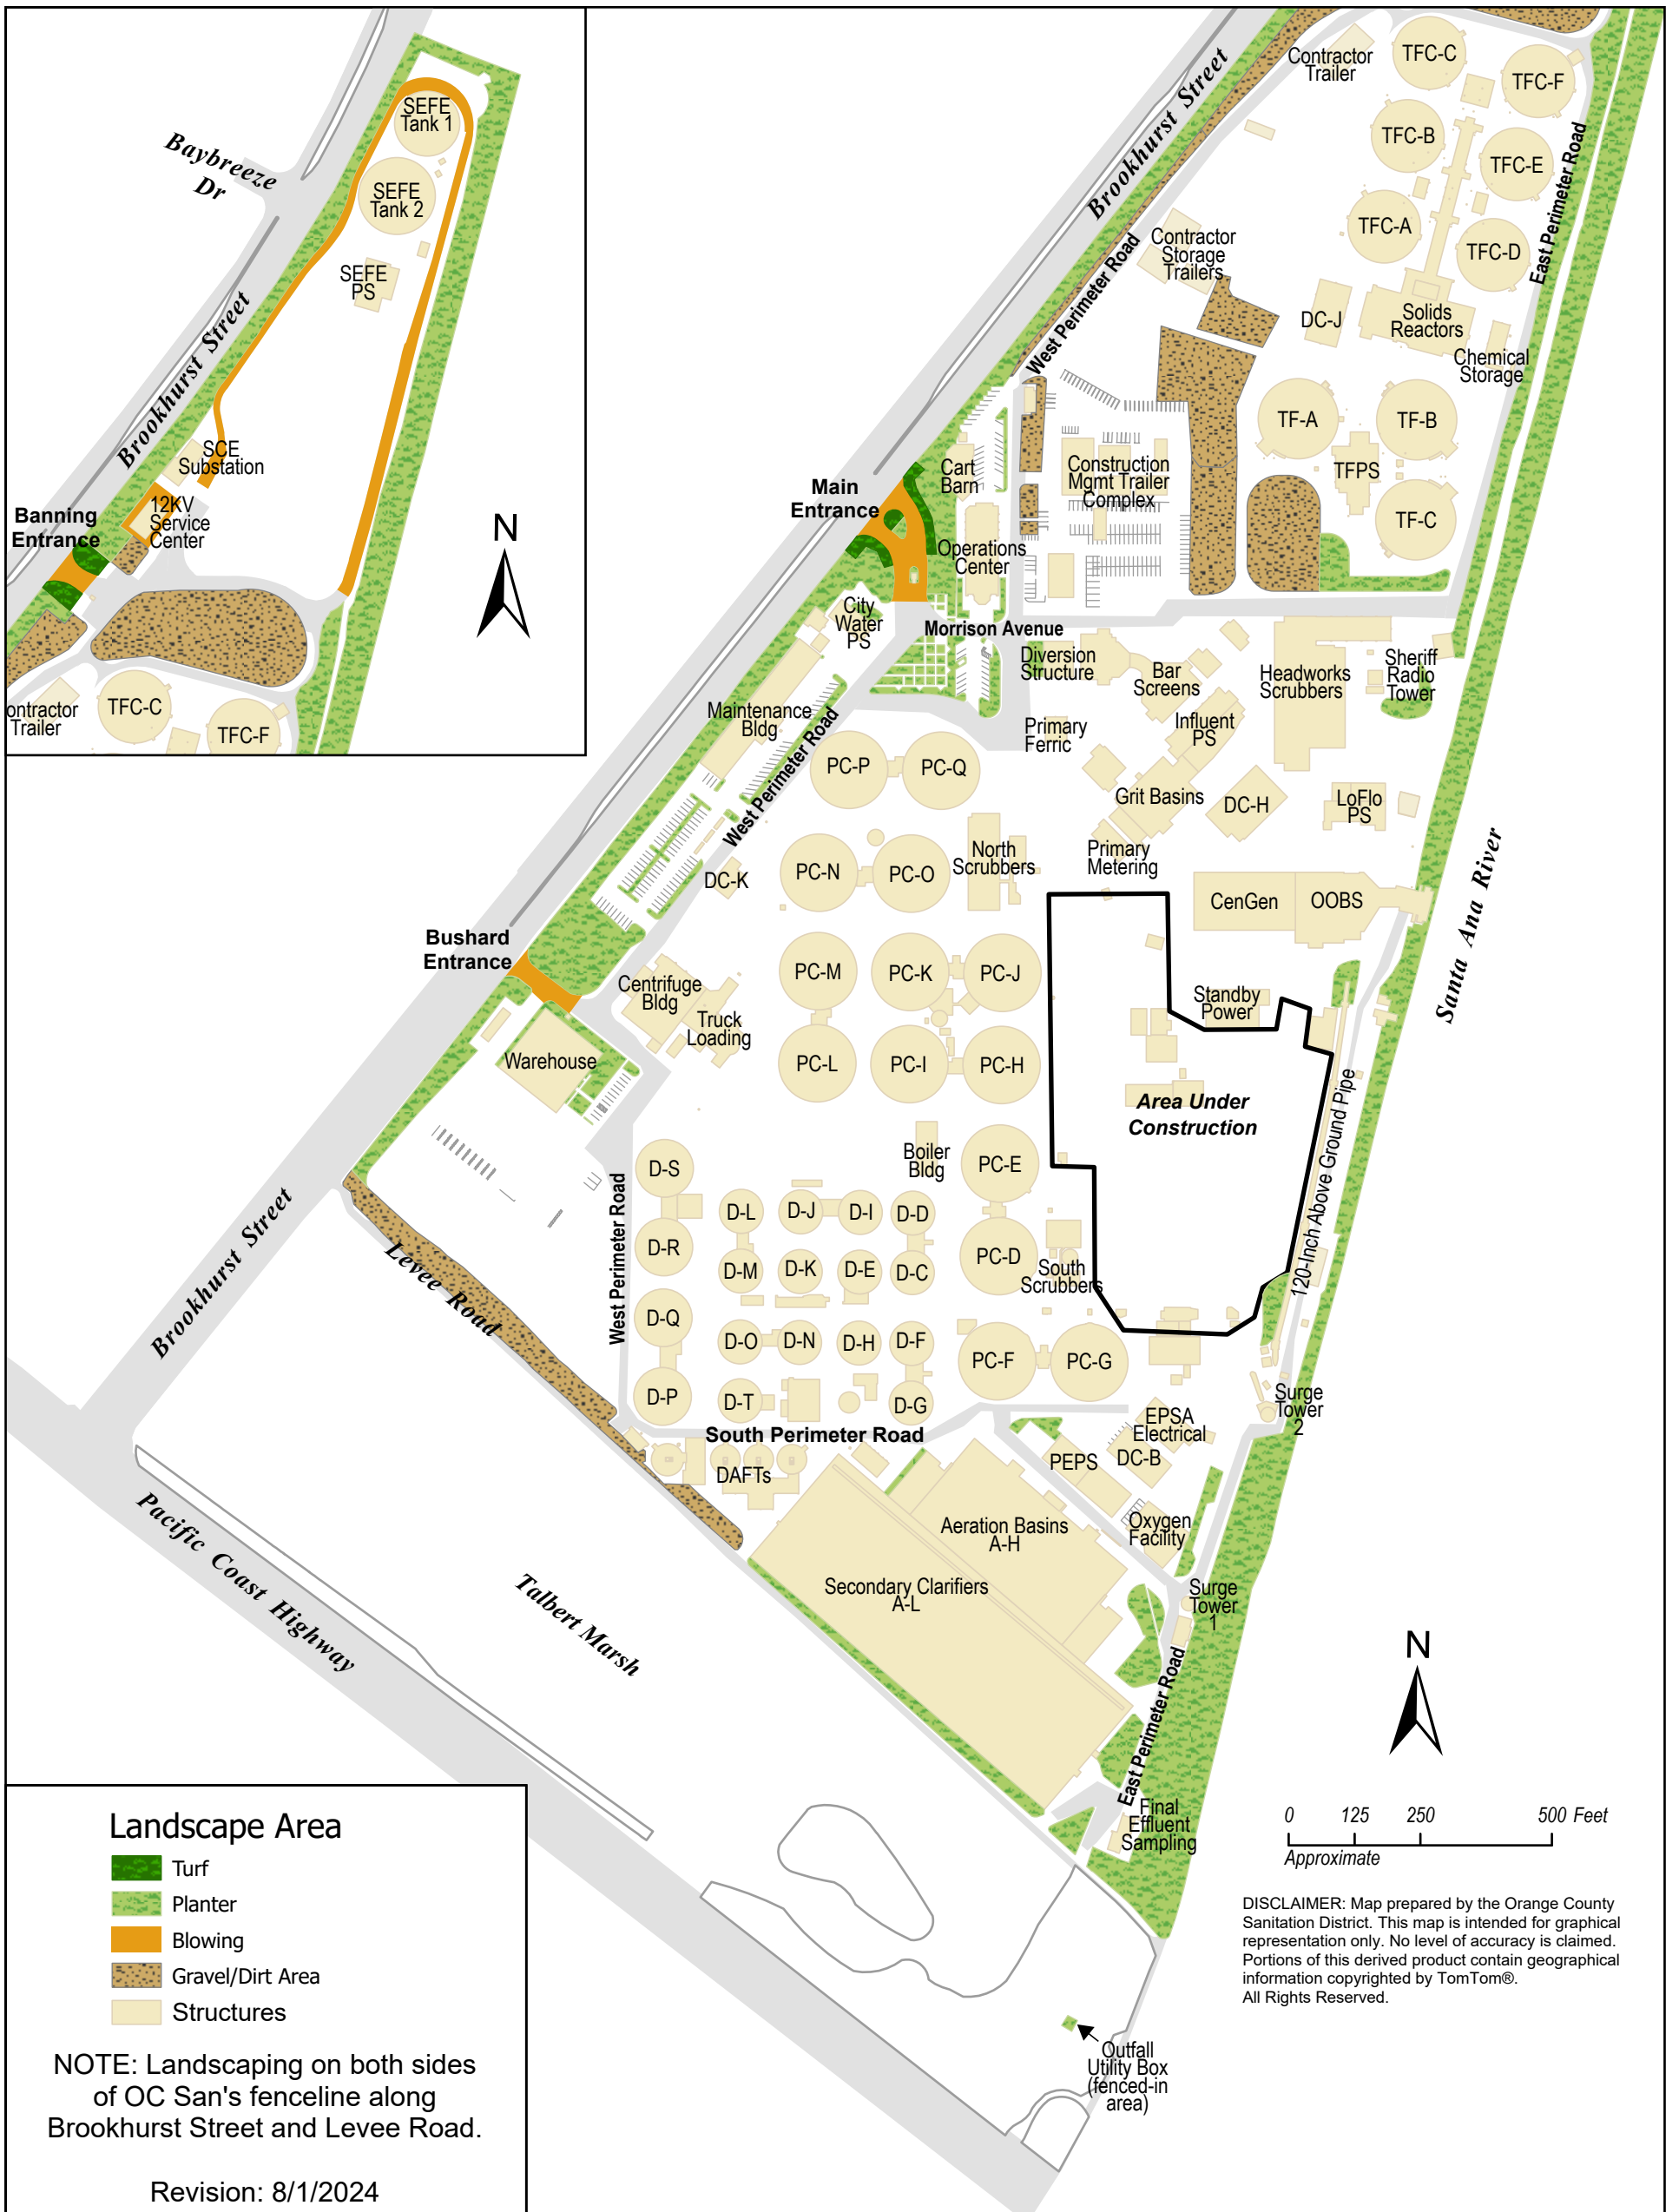 Baybreeze
Dr
SEFE
Tank 1
SEFE
Tank 2
SEFE
PS
Brookhurst Street
SCE
Substation
12KV
Service
Center
Banning
Entrance
N
ontractor
Trailer
TFC-C
TFC-F
Brookhurst Street
Contractor
Trailer
TFC-C
TFC-F
TFC-B
TFC-E
TFC-A
TFC-D
East Perimeter Road
West Perimeter Road
Contractor
Storage
Trailers
DC-J
Solids
Reactors
Chemical
Storage
TF-A
TF-B
TFPS
TF-C
Cart
Barn
Construction
Mgmt Trailer
Complex
Main
Entrance
Operations
Center
City
Water
PS
Morrison Avenue
Diversion
Structure
Bar
Screens
Headworks
Scrubbers
Sheriff
Radio
Tower
Maintenance
Bldg
West Perimeter Road
Primary
Ferric
Influent
PS
PC-P
PC-Q
Grit Basins
DC-H
LoFlo
PS
North
Scrubbers
Primary
Metering
PC-N
PC-O
DC-K
CenGen
OOBS
Santa Ana River
Bushard
Entrance
Centrifuge
Bldg
Truck
Loading
PC-M
PC-K
PC-J
Standby
Power
Warehouse
PC-L
PC-I
PC-H
Area Under
Construction
120-Inch Above Ground Pipe
Boiler
Bldg
PC-E
D-S
D-L
D-J
D-I
D-D
West Perimeter Road
D-R
D-M
D-K
D-E
D-C
PC-D
South
Scrubbers
Brookhurst Street
Levee Road
D-Q
D-O
D-N
D-H
D-F
PC-F
PC-G
D-P
D-T
D-G
Surge
Tower
2
South Perimeter Road
EPSA
Electrical
DAFTs
PEPS
DC-B
Aeration Basins
A-H
Oxygen
Facility
Secondary Clarifiers
A-L
Surge
Tower
1
Pacific Coast Highway
Talbert Marsh
East Perimeter Road
Final
Effluent
Sampling
N
0 125 250 500 Feet
Approximate
DISCLAIMER: Map prepared by the Orange County
Sanitation District. This map is intended for graphical
representation only. No level of accuracy is claimed.
Portions of this derived product contain geographical
information copyrighted by TomTom®.
All Rights Reserved.
Outfall
Utility Box
(fenced-in
area)
Landscape Area
Turf
Planter
Blowing
Gravel/Dirt Area
Structures
NOTE: Landscaping on both sides
of OC San's fenceline along
Brookhurst Street and Levee Road.
Revision: 8/1/2024